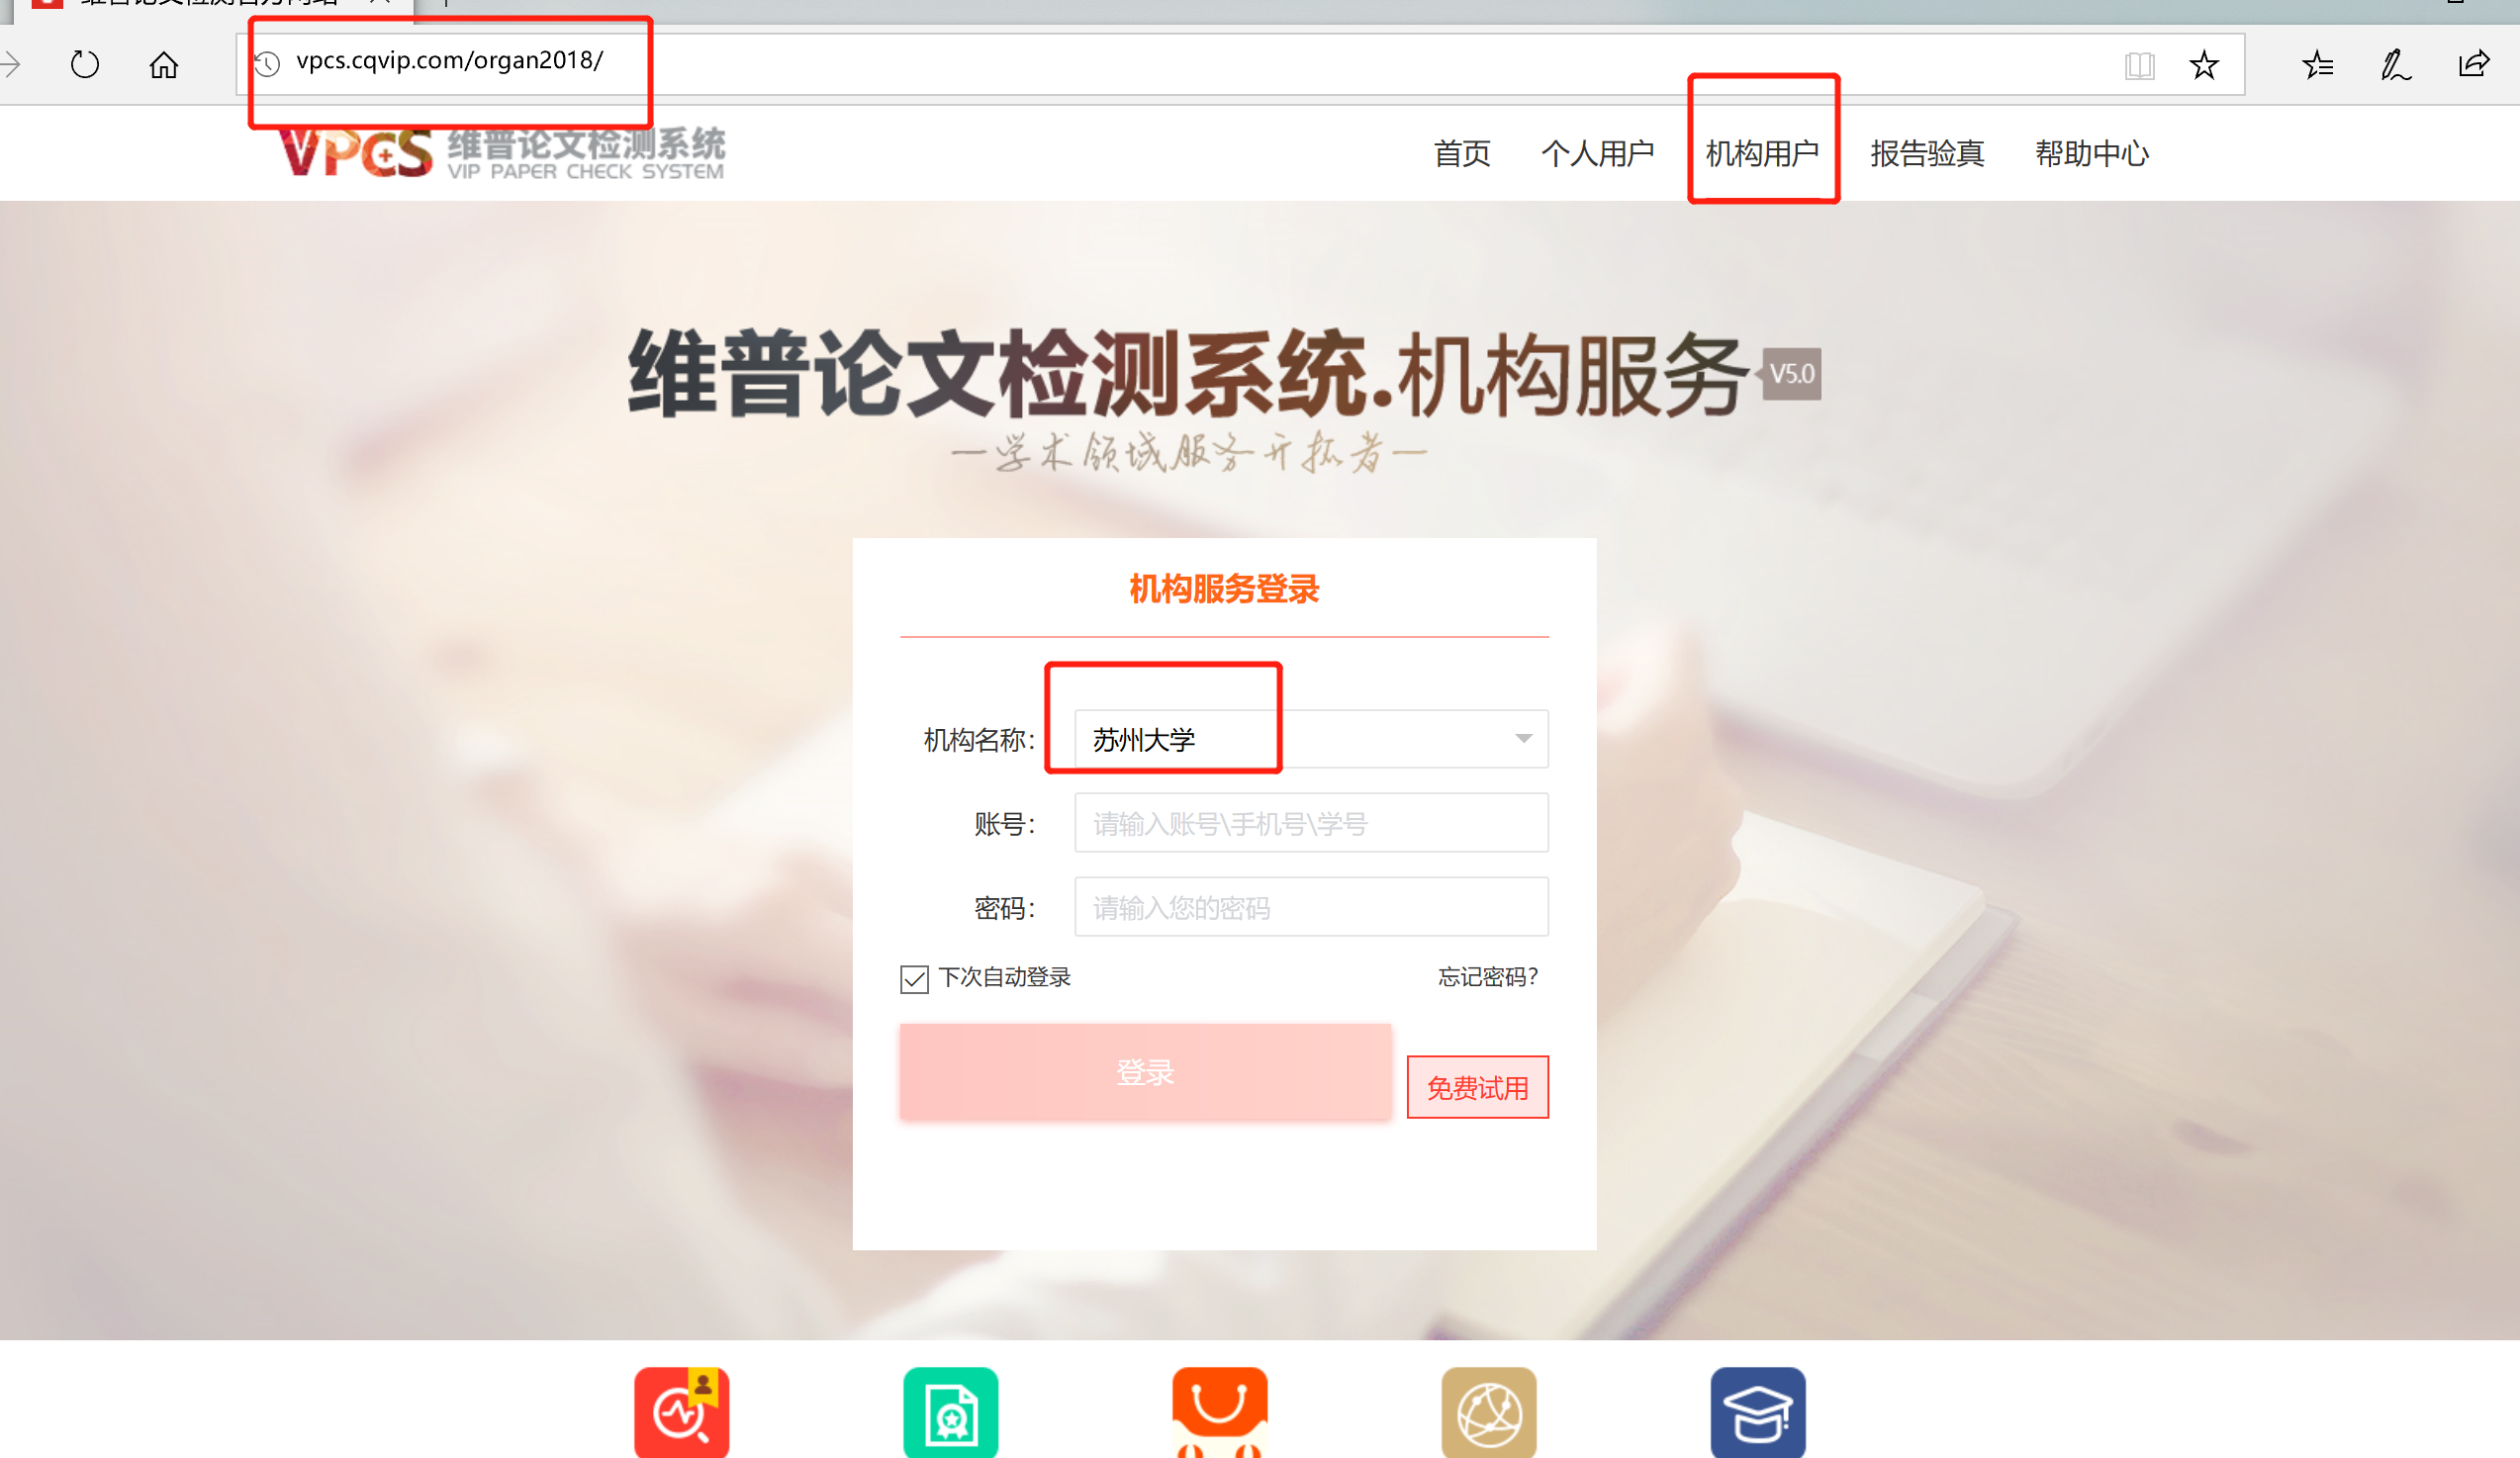 vpcs.cqvip.com/organ2018/
VPCS 维普论文检测系统
VIP PAPER CHECK SYSTEM
首页 个人用户 机构用户 报告验真 帮助中心
维普论文检测系统.机构服务 V5.0
—学术领域服务开拓者—
机构服务登录
机构名称: 苏州大学
账号: 请输入账号\手机号\学号
密码: 请输入您的密码
下次自动登录 忘记密码?
登录
免费试用